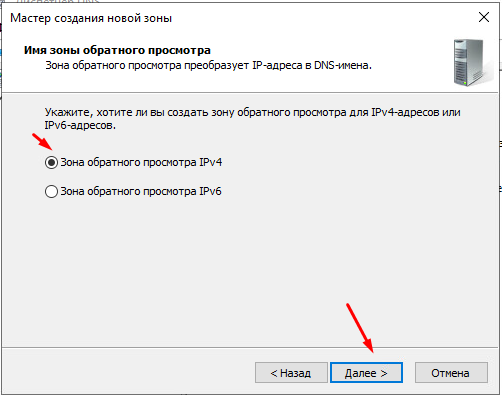 Диспетчер DNS
Мастер создания новой зоны
Имя зоны обратного просмотра
Зона обратного просмотра преобразует IP-адреса в DNS-имена.
Укажите, хотите ли вы создать зону обратного просмотра для IPv4-адресов или
IPv6-адресов.
Зона обратного просмотра IPv4
Зона обратного просмотра IPv6
< Назад
Далее >
Отмена